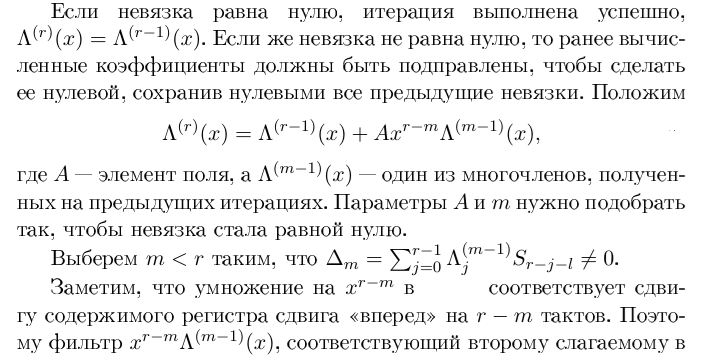 Если невязка равна нулю, итерация выполнена успешно,
Λ^{(r)}(x) = Λ^{(r−1)}(x). Если же невязка не равна нулю, то ранее вычис-
ленные коэффициенты должны быть подправлены, чтобы сделать
ее нулевой, сохранив нулевыми все предыдущие невязки. Положим
Λ^{(r)}(x) = Λ^{(r−1)}(x) + Ax^{r−m}Λ^{(m−1)}(x),
где A — элемент поля, а Λ^{(m−1)}(x) — один из многочленов, получен-
ных на предыдущих итерациях. Параметры A и m нужно подобрать
так, чтобы невязка стала равной нулю.
Выберем m < r таким, что Δ_m = ∑_{j=0}^{r−1} Λ_j^{(m−1)} S_{r−j−l} ≠ 0.
Заметим, что умножение на x^{r−m} в соответствует сдви-
гу содержимого регистра сдвига «вперед» на r − m тактов. Поэто-
му фильтр x^{r−m}Λ^{(m−1)}(x), соответствующий второму слагаемому в